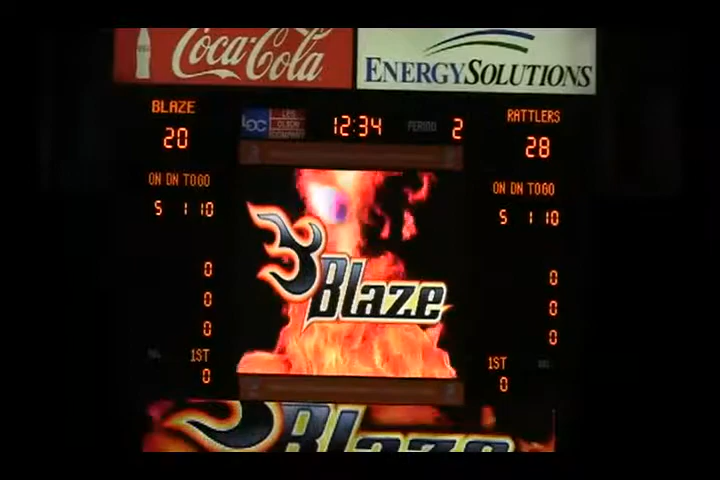 Coca-Cola
ENERGYSOLUTIONS
BLAZE
20
12:34 PERIOD 2
RATTLERS
28
ON DN TOGO
5 1 10
ON DN TOGO
5 1 10
0
0
0
0
0
0
1ST
0
1ST
0
Blaze
Blaze